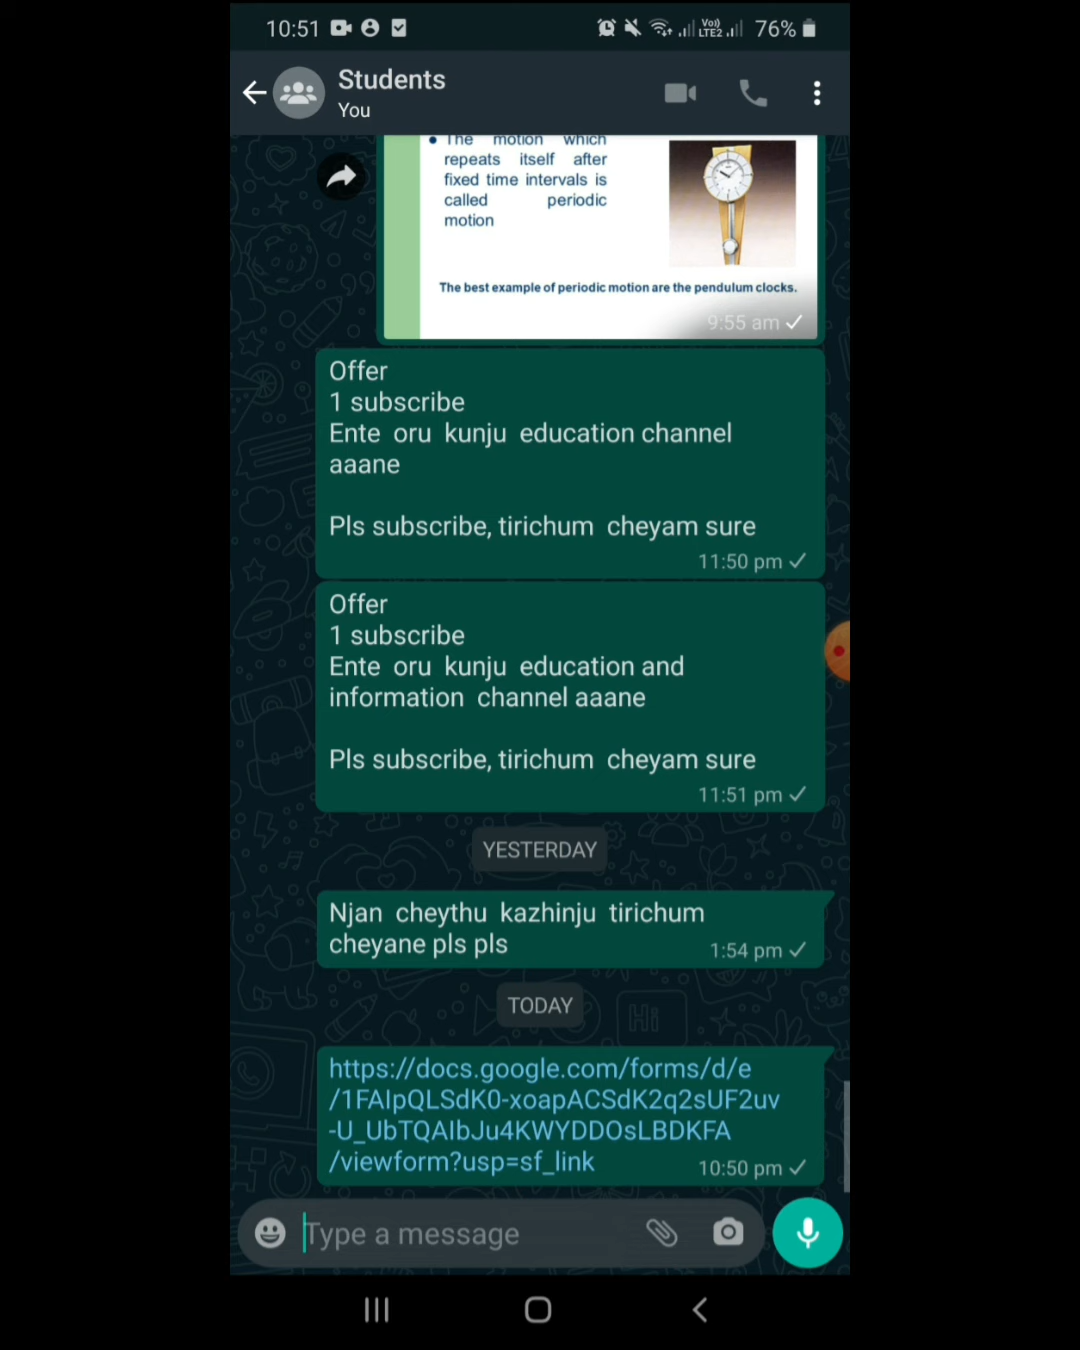 10:51
Vo))
LTE2
76%
Students
You
The motion which
repeats itself after
fixed time intervals is
called periodic
motion
The best example of periodic motion are the pendulum clocks.
9:55 am
Offer
1 subscribe
Ente oru kunju education channel
aaane
Pls subscribe, tirichum cheyam sure
11:50 pm
Offer
1 subscribe
Ente oru kunju education and
information channel aaane
Pls subscribe, tirichum cheyam sure
11:51 pm
YESTERDAY
Njan cheythu kazhinju tirichum
cheyane pls pls
1:54 pm
TODAY
Hi
https://docs.google.com/forms/d/e
/1FAIpQLSdK0-xoapACSdK2q2sUF2uv
-U_UbTQAIbJu4KWYDDOsLBDKFA
/viewform?usp=sf_link
10:50 pm
Type a message